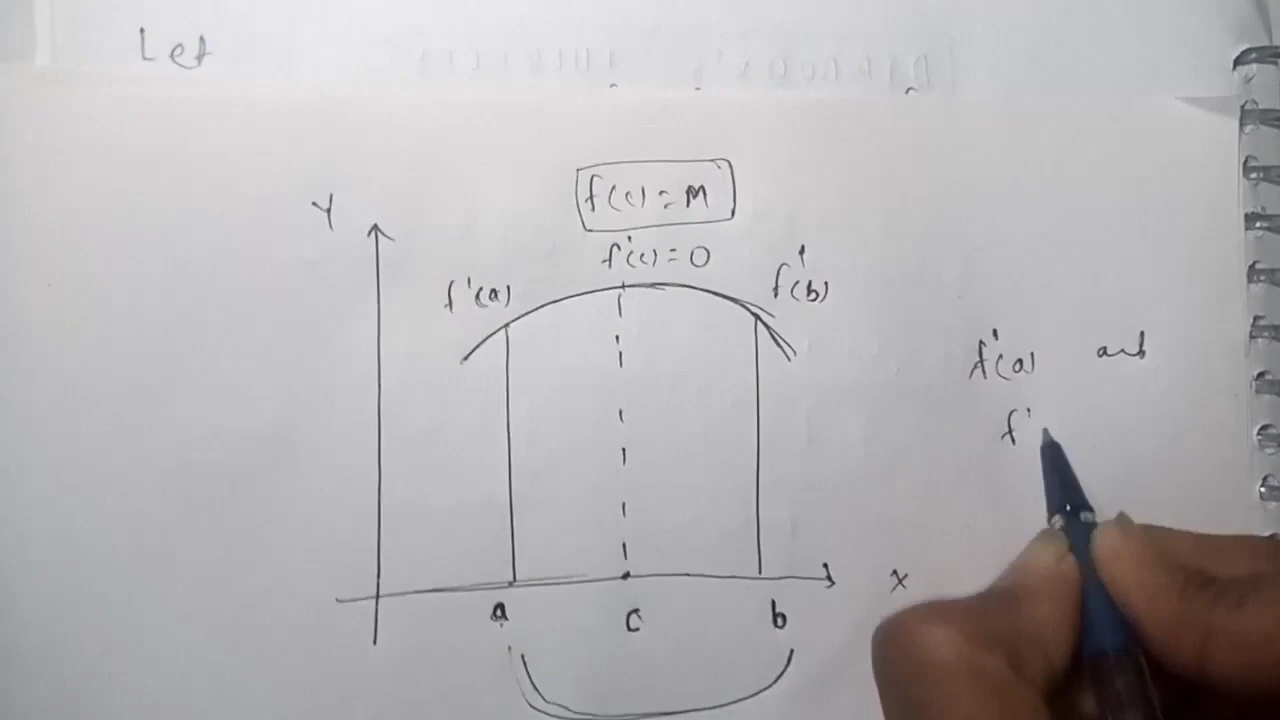 Let
f(c) = M
Y
f'(c) = 0
f'(a)
f'(b)
f'(a) and
f'
X
a c b